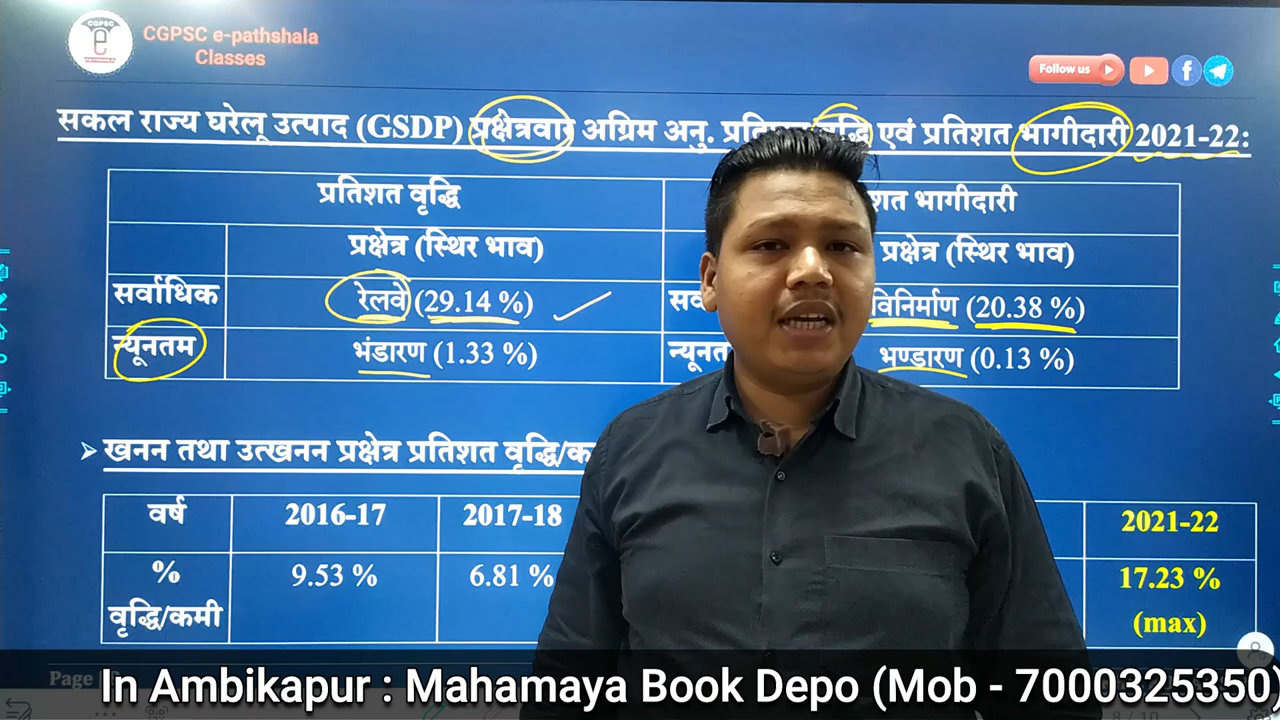 CGPSC
e
CGPSC e-pathshala
Classes
Follow us
सकल राज्य घरेलू उत्पाद (GSDP) प्रक्षेत्रवार अग्रिम अनु. एवं प्रतिशत भागीदारी 2021-22:
प्रतिशत वृद्धि भागीदारी
प्रक्षेत्र (स्थिर भाव) प्रक्षेत्र (स्थिर भाव)
सर्वाधिक रेलवे (29.14 %) विनिर्माण (20.38 %)
न्यूनतम भंडारण (1.33 %) भण्डारण (0.13 %)
➢ खनन तथा उत्खनन प्रक्षेत्र प्रतिशत
वर्ष 2016-17 2017-18 2021-22
% 9.53 % 6.81 % 17.23 %
वृद्धि/कमी (max)
Page
In Ambikapur : Mahamaya Book Depo (Mob - 7000325350)